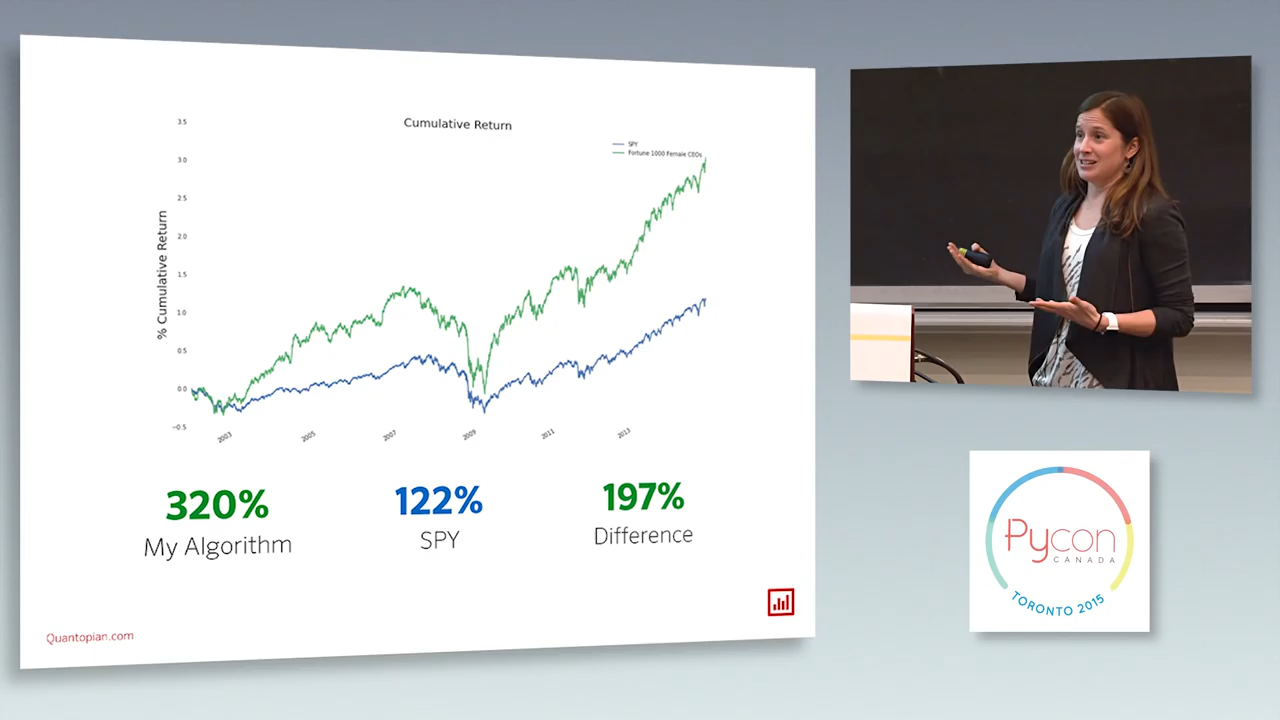 Cumulative Return
SPY
Fortune 1000 Female CEOs
% Cumulative Return
3.5
3.0
2.5
2.0
1.5
1.0
0.5
0.0
−0.5
2003
2005
2007
2009
2011
2013
320%
My Algorithm
122%
SPY
197%
Difference
Quantopian.com
Pycon
CANADA
TORONTO 2015